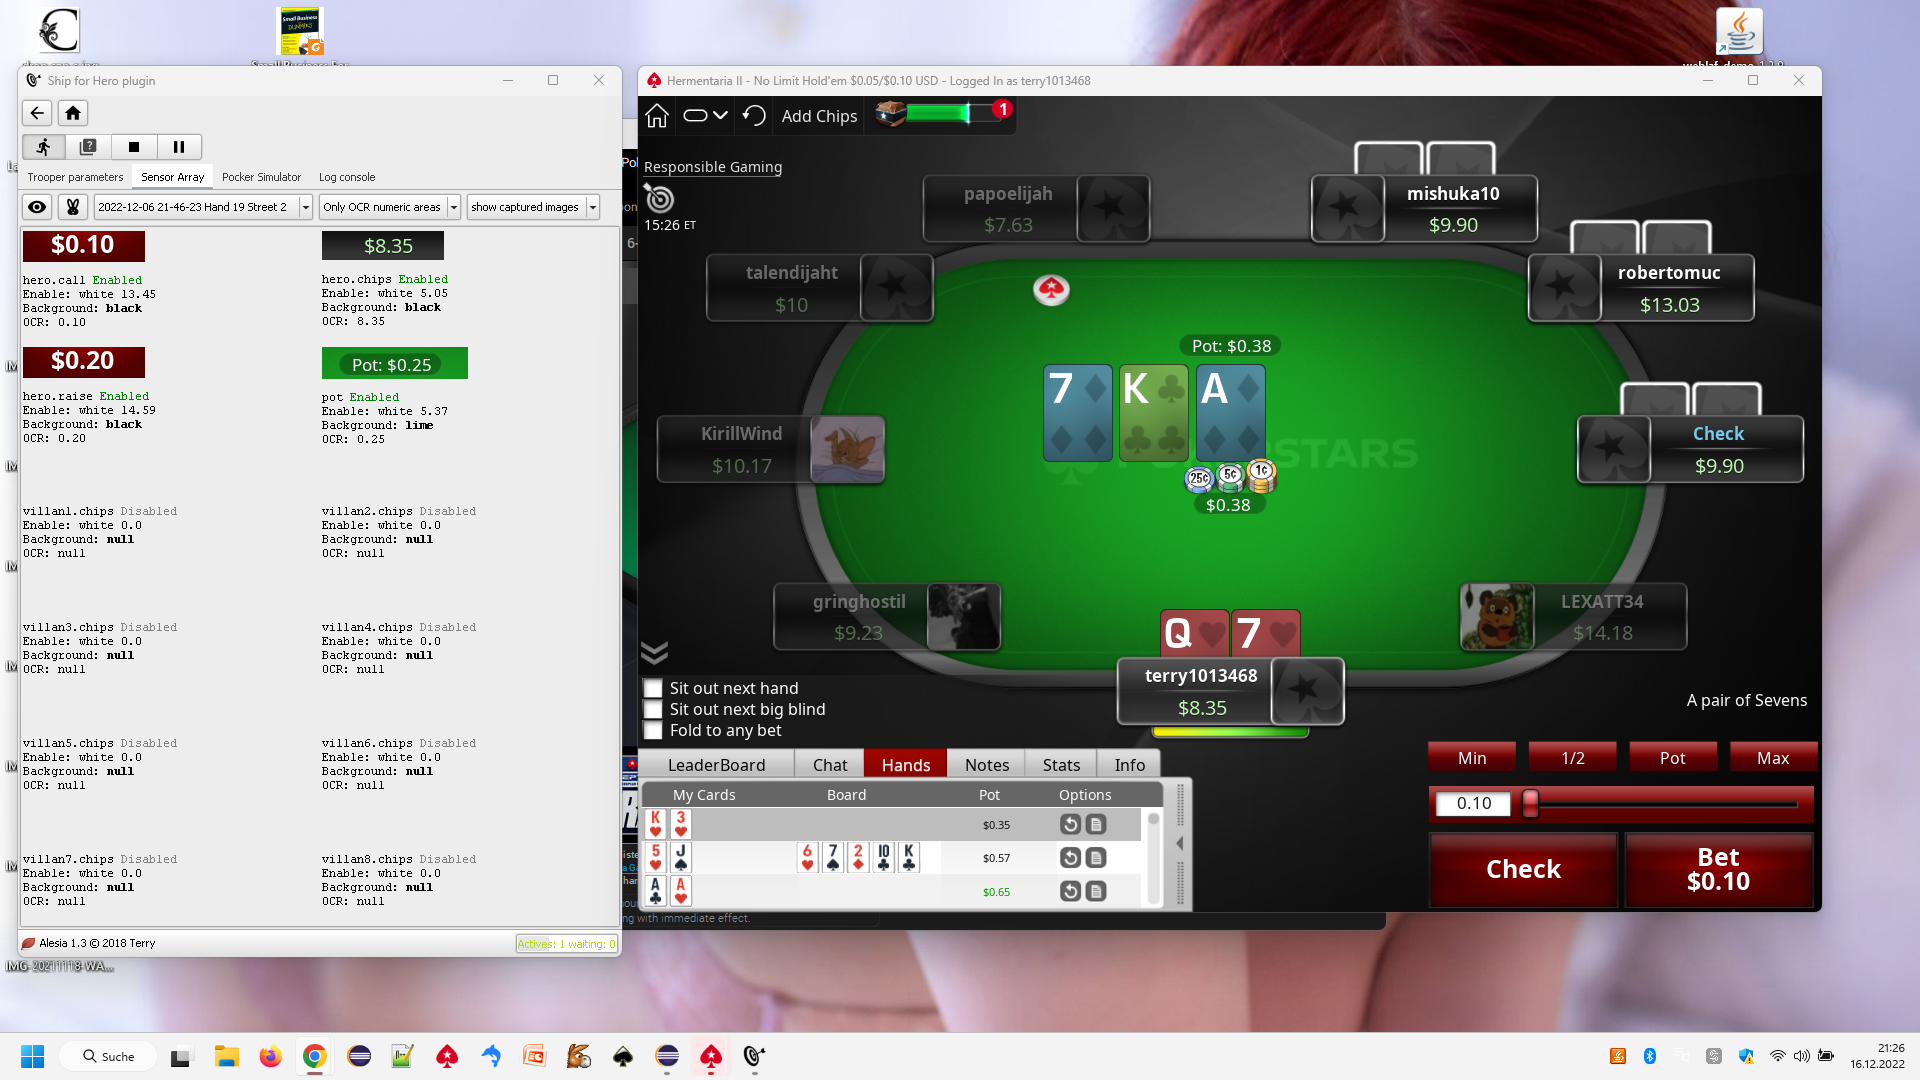 Small Business
DUMMIES
Ship for Hero plugin
Trooper parameters
Sensor Array
Pocker Simulator
Log console
2022-12-06 21-46-23 Hand 19 Street 2
Only OCR numeric areas
show captured images
$0.10
hero.call Enabled
Enable: white 13.45
Background: black
OCR: 0.10
$8.35
hero.chips Enabled
Enable: white 5.05
Background: black
OCR: 8.35
$0.20
hero.raise Enabled
Enable: white 14.59
Background: black
OCR: 0.20
Pot: $0.25
pot Enabled
Enable: white 5.37
Background: lime
OCR: 0.25
villan1.chips Disabled
Enable: white 0.0
Background: null
OCR: null
villan2.chips Disabled
Enable: white 0.0
Background: null
OCR: null
villan3.chips Disabled
Enable: white 0.0
Background: null
OCR: null
villan4.chips Disabled
Enable: white 0.0
Background: null
OCR: null
villan5.chips Disabled
Enable: white 0.0
Background: null
OCR: null
villan6.chips Disabled
Enable: white 0.0
Background: null
OCR: null
villan7.chips Disabled
Enable: white 0.0
Background: null
OCR: null
villan8.chips Disabled
Enable: white 0.0
Background: null
OCR: null
Alesia 1.3 © 2018 Terry
Actives: 1 waiting: 0
IMG-20211118-WA...
Hermentaria II - No Limit Hold'em $0.05/$0.10 USD - Logged In as terry1013468
Add Chips
1
Responsible Gaming
15:26 ET
papoelijah
$7.63
mishuka10
$9.90
talendijaht
$10
robertomuc
$13.03
Pot: $0.38
7
K
A
KirillWind
$10.17
STARS
Check
$9.90
25¢
5¢
1¢
$0.38
gringhostil
$9.23
Q
7
LEXATT34
$14.18
terry1013468
$8.35
Sit out next hand
Sit out next big blind
Fold to any bet
A pair of Sevens
LeaderBoard
Chat
Hands
Notes
Stats
Info
My Cards
Board
Pot
Options
K 3
$0.35
5 J
6 7 2 10 K
$0.57
A A
$0.65
ng with immediate effect.
Min
1/2
Pot
Max
0.10
Check
Bet
$0.10
Suche
21:26
16.12.2022